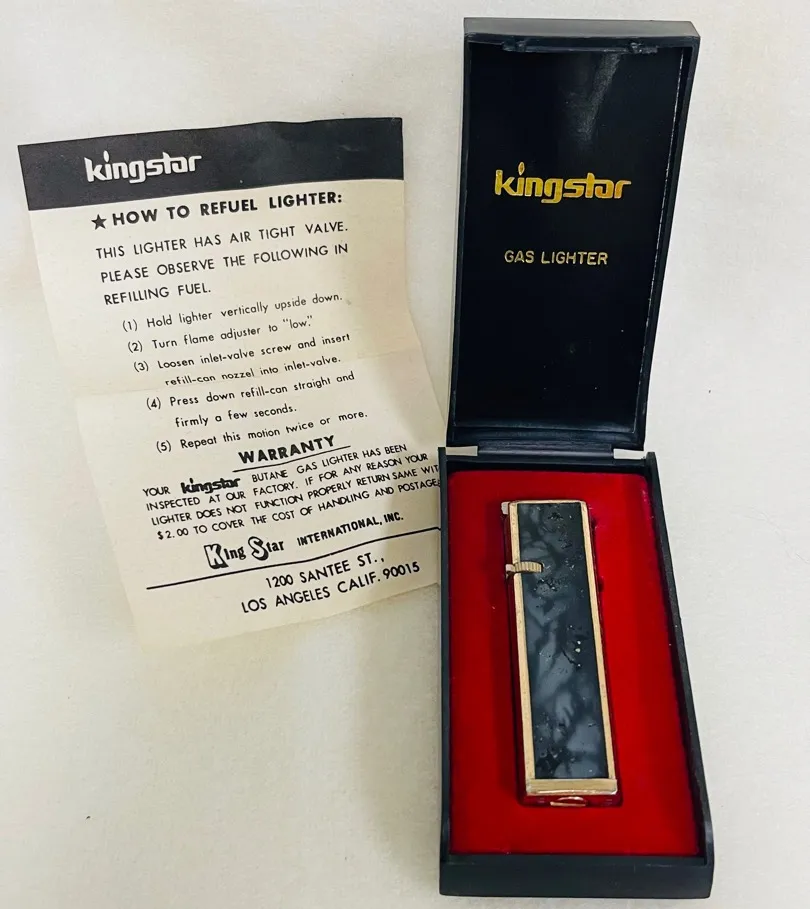 kingstar
★ HOW TO REFUEL LIGHTER:
THIS LIGHTER HAS AIR TIGHT VALVE.
PLEASE OBSERVE THE FOLLOWING IN
REFILLING FUEL.
(1) Hold lighter vertically upside down.
(2) Turn flame adjuster to "low."
(3) Loosen inlet-valve screw and insert
refill-can nozzel into inlet-valve.
(4) Press down refill-can straight and
firmly a few seconds.
(5) Repeat this motion twice or more.
WARRANTY
YOUR kingstar BUTANE GAS LIGHTER HAS BEEN
INSPECTED AT OUR FACTORY. IF FOR ANY REASON YOUR
LIGHTER DOES NOT FUNCTION PROPERLY RETURN SAME WIT
$2.00 TO COVER THE COST OF HANDLING AND POSTAGE
King Star INTERNATIONAL, INC.
1200 SANTEE ST.,
LOS ANGELES CALIF. 90015
kingstar
GAS LIGHTER